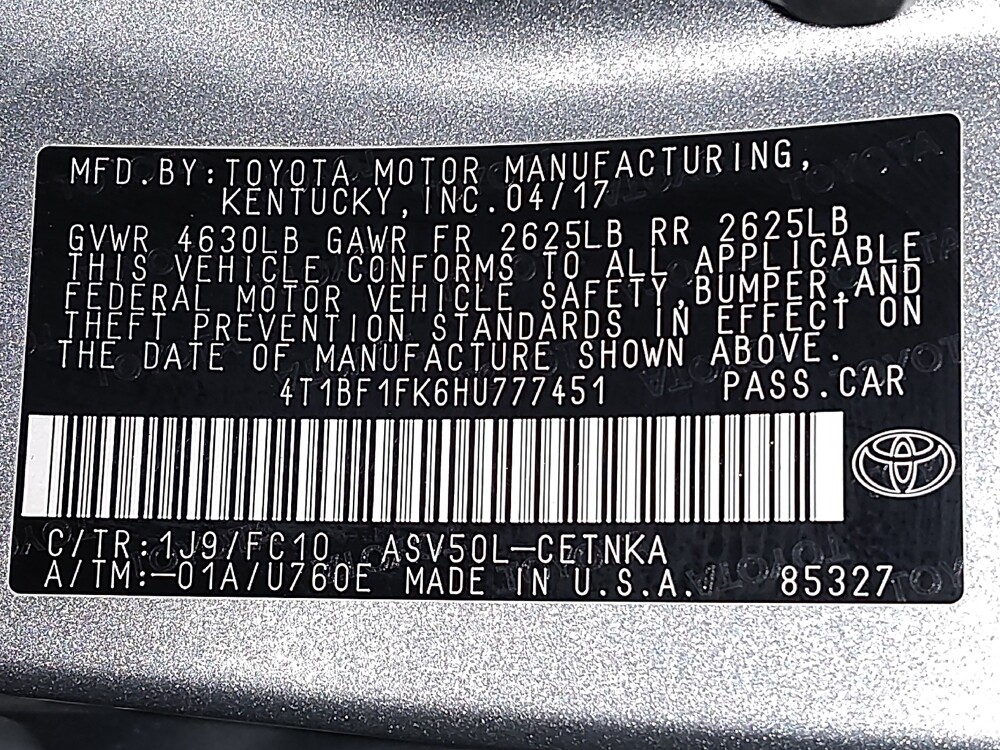 MFD.BY:TOYOTA MOTOR MANUFACTURING,
KENTUCKY,INC.04/17
GVWR 4630LB GAWR FR 2625LB RR 2625LB
THIS VEHICLE CONFORMS TO ALL APPLICABLE
FEDERAL MOTOR VEHICLE SAFETY,BUMPER,AND
THEFT PREVENTION STANDARDS IN EFFECT ON
THE DATE OF MANUFACTURE SHOWN ABOVE.
4T1BF1FK6HU777451 PASS.CAR
C/TR:1J9/FC10 ASV50L-CETNKA
A/TM:-01A/U760E MADE IN U.S.A. 85327